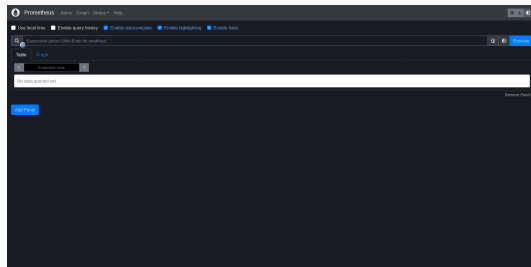 Prometheus Alerts Graph Status Help
Use local time Enable query history Enable autocomplete Enable highlighting Enable linter
Expression (press Shift+Enter for newlines) Execute
Table Graph
Evaluation time
No data queried yet
Remove Panel
Add Panel